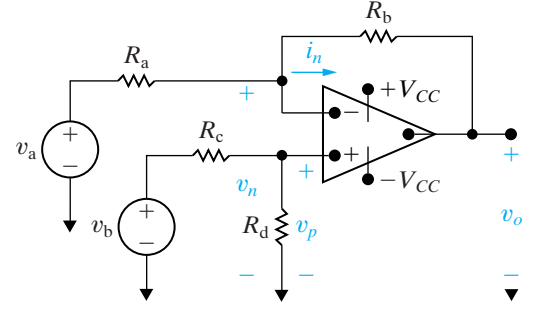 R_b
R_a
i_n
+
+V_CC
−
v_a
+
−
R_c
+
+
−V_CC
v_n
+
v_b
+
−
R_d
v_p
v_o
−
−
−